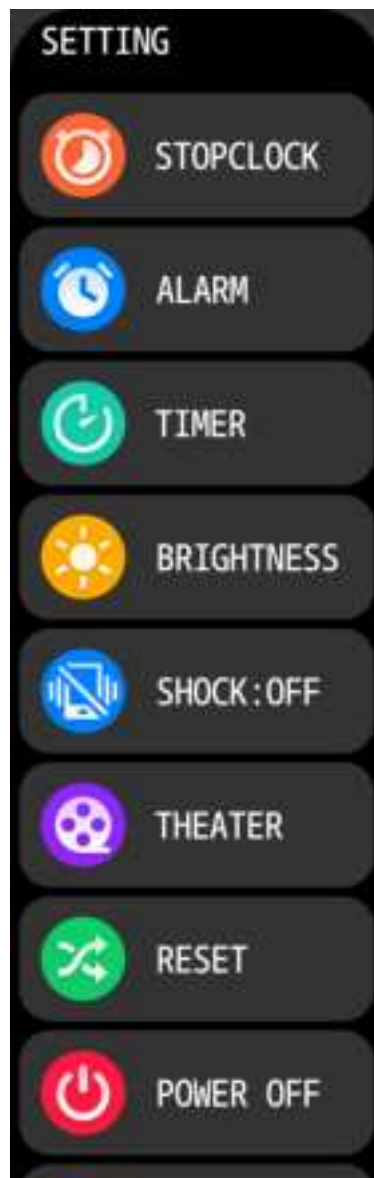 SETTING
STOPCLOCK
ALARM
TIMER
BRIGHTNESS
SHOCK:OFF
THEATER
RESET
POWER OFF